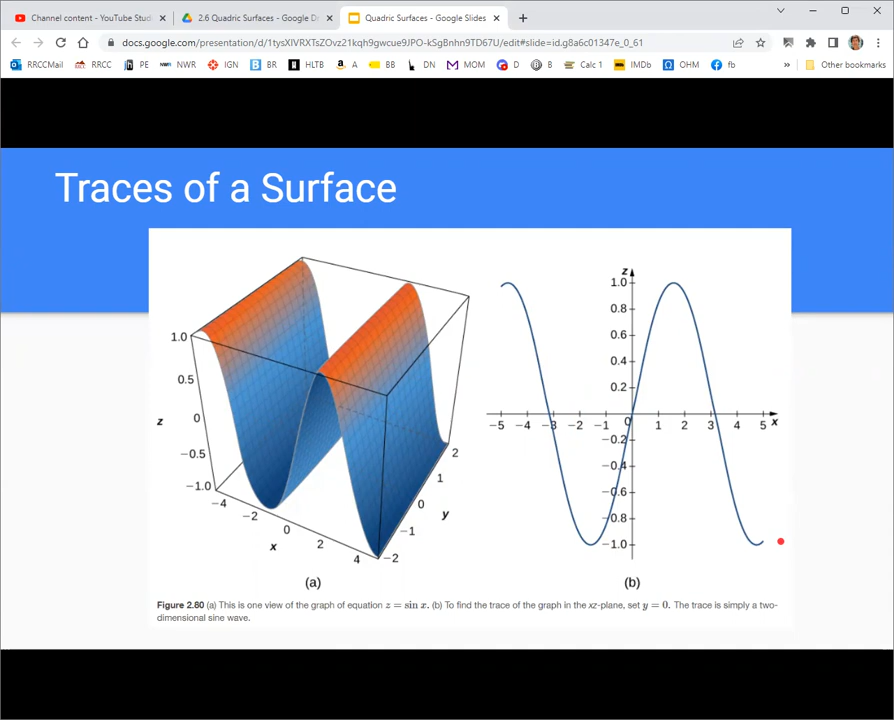 Channel content - YouTube Stud
2.6 Quadric Surfaces - Google Dr
Quadric Surfaces - Google Slides
docs.google.com/presentation/d/1tysXIVRXTsZOvz21kqh9gwcue9JPO-kSgBnhn9TD67U/edit#slide=id.g8a6c01347e_0_61
RRCCMail RRCC PE NWR IGN BR HLTB A BB DN MOM D B Calc 1 IMDb OHM fb » Other bookmarks
Traces of a Surface
1.0
0.5
z 0
−0.5
−1.0
−4
−2
0
2
4
x
2
1
0
−1
−2
y
(a)
z
1.0
0.8
0.6
0.4
0.2
0
−5 −4 −3 −2 −1 1 2 3 4 5 x
−0.2
−0.4
−0.6
−0.8
−1.0
(b)
Figure 2.80 (a) This is one view of the graph of equation z = sin x. (b) To find the trace of the graph in the xz-plane, set y = 0. The trace is simply a two-
dimensional sine wave.